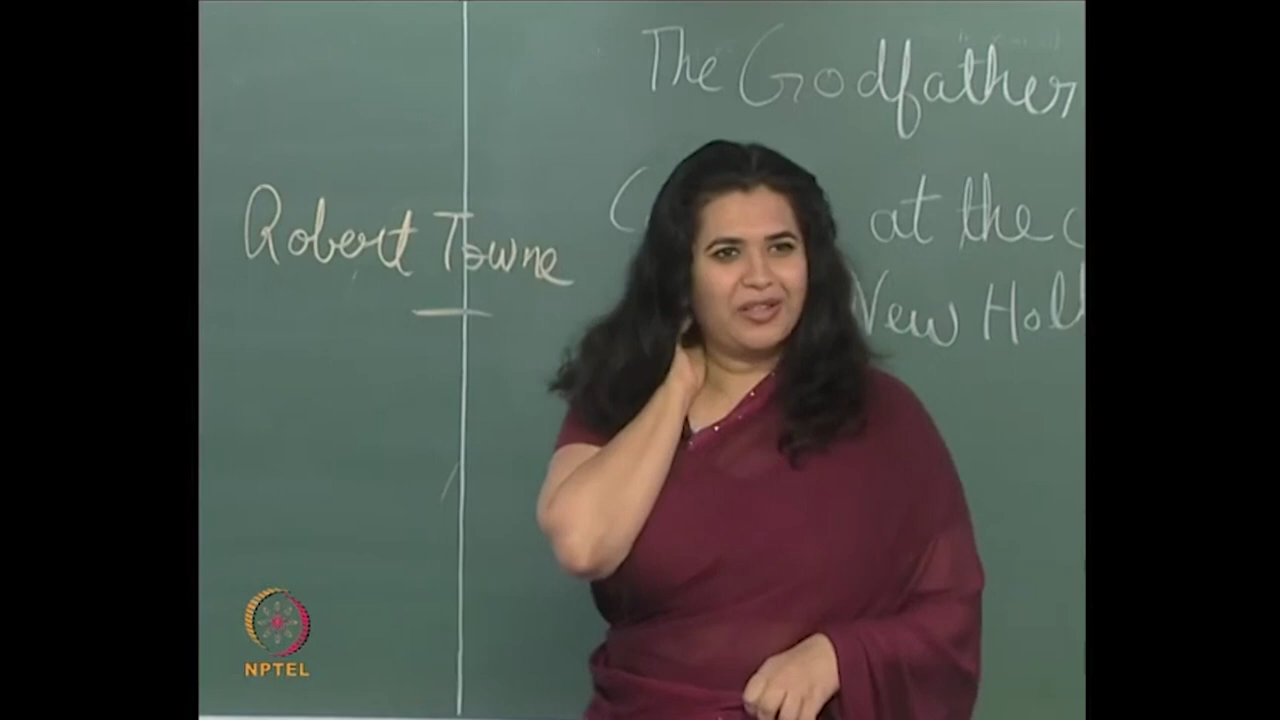 The Godfather
Robert Towne
at the
New Holl
NPTEL